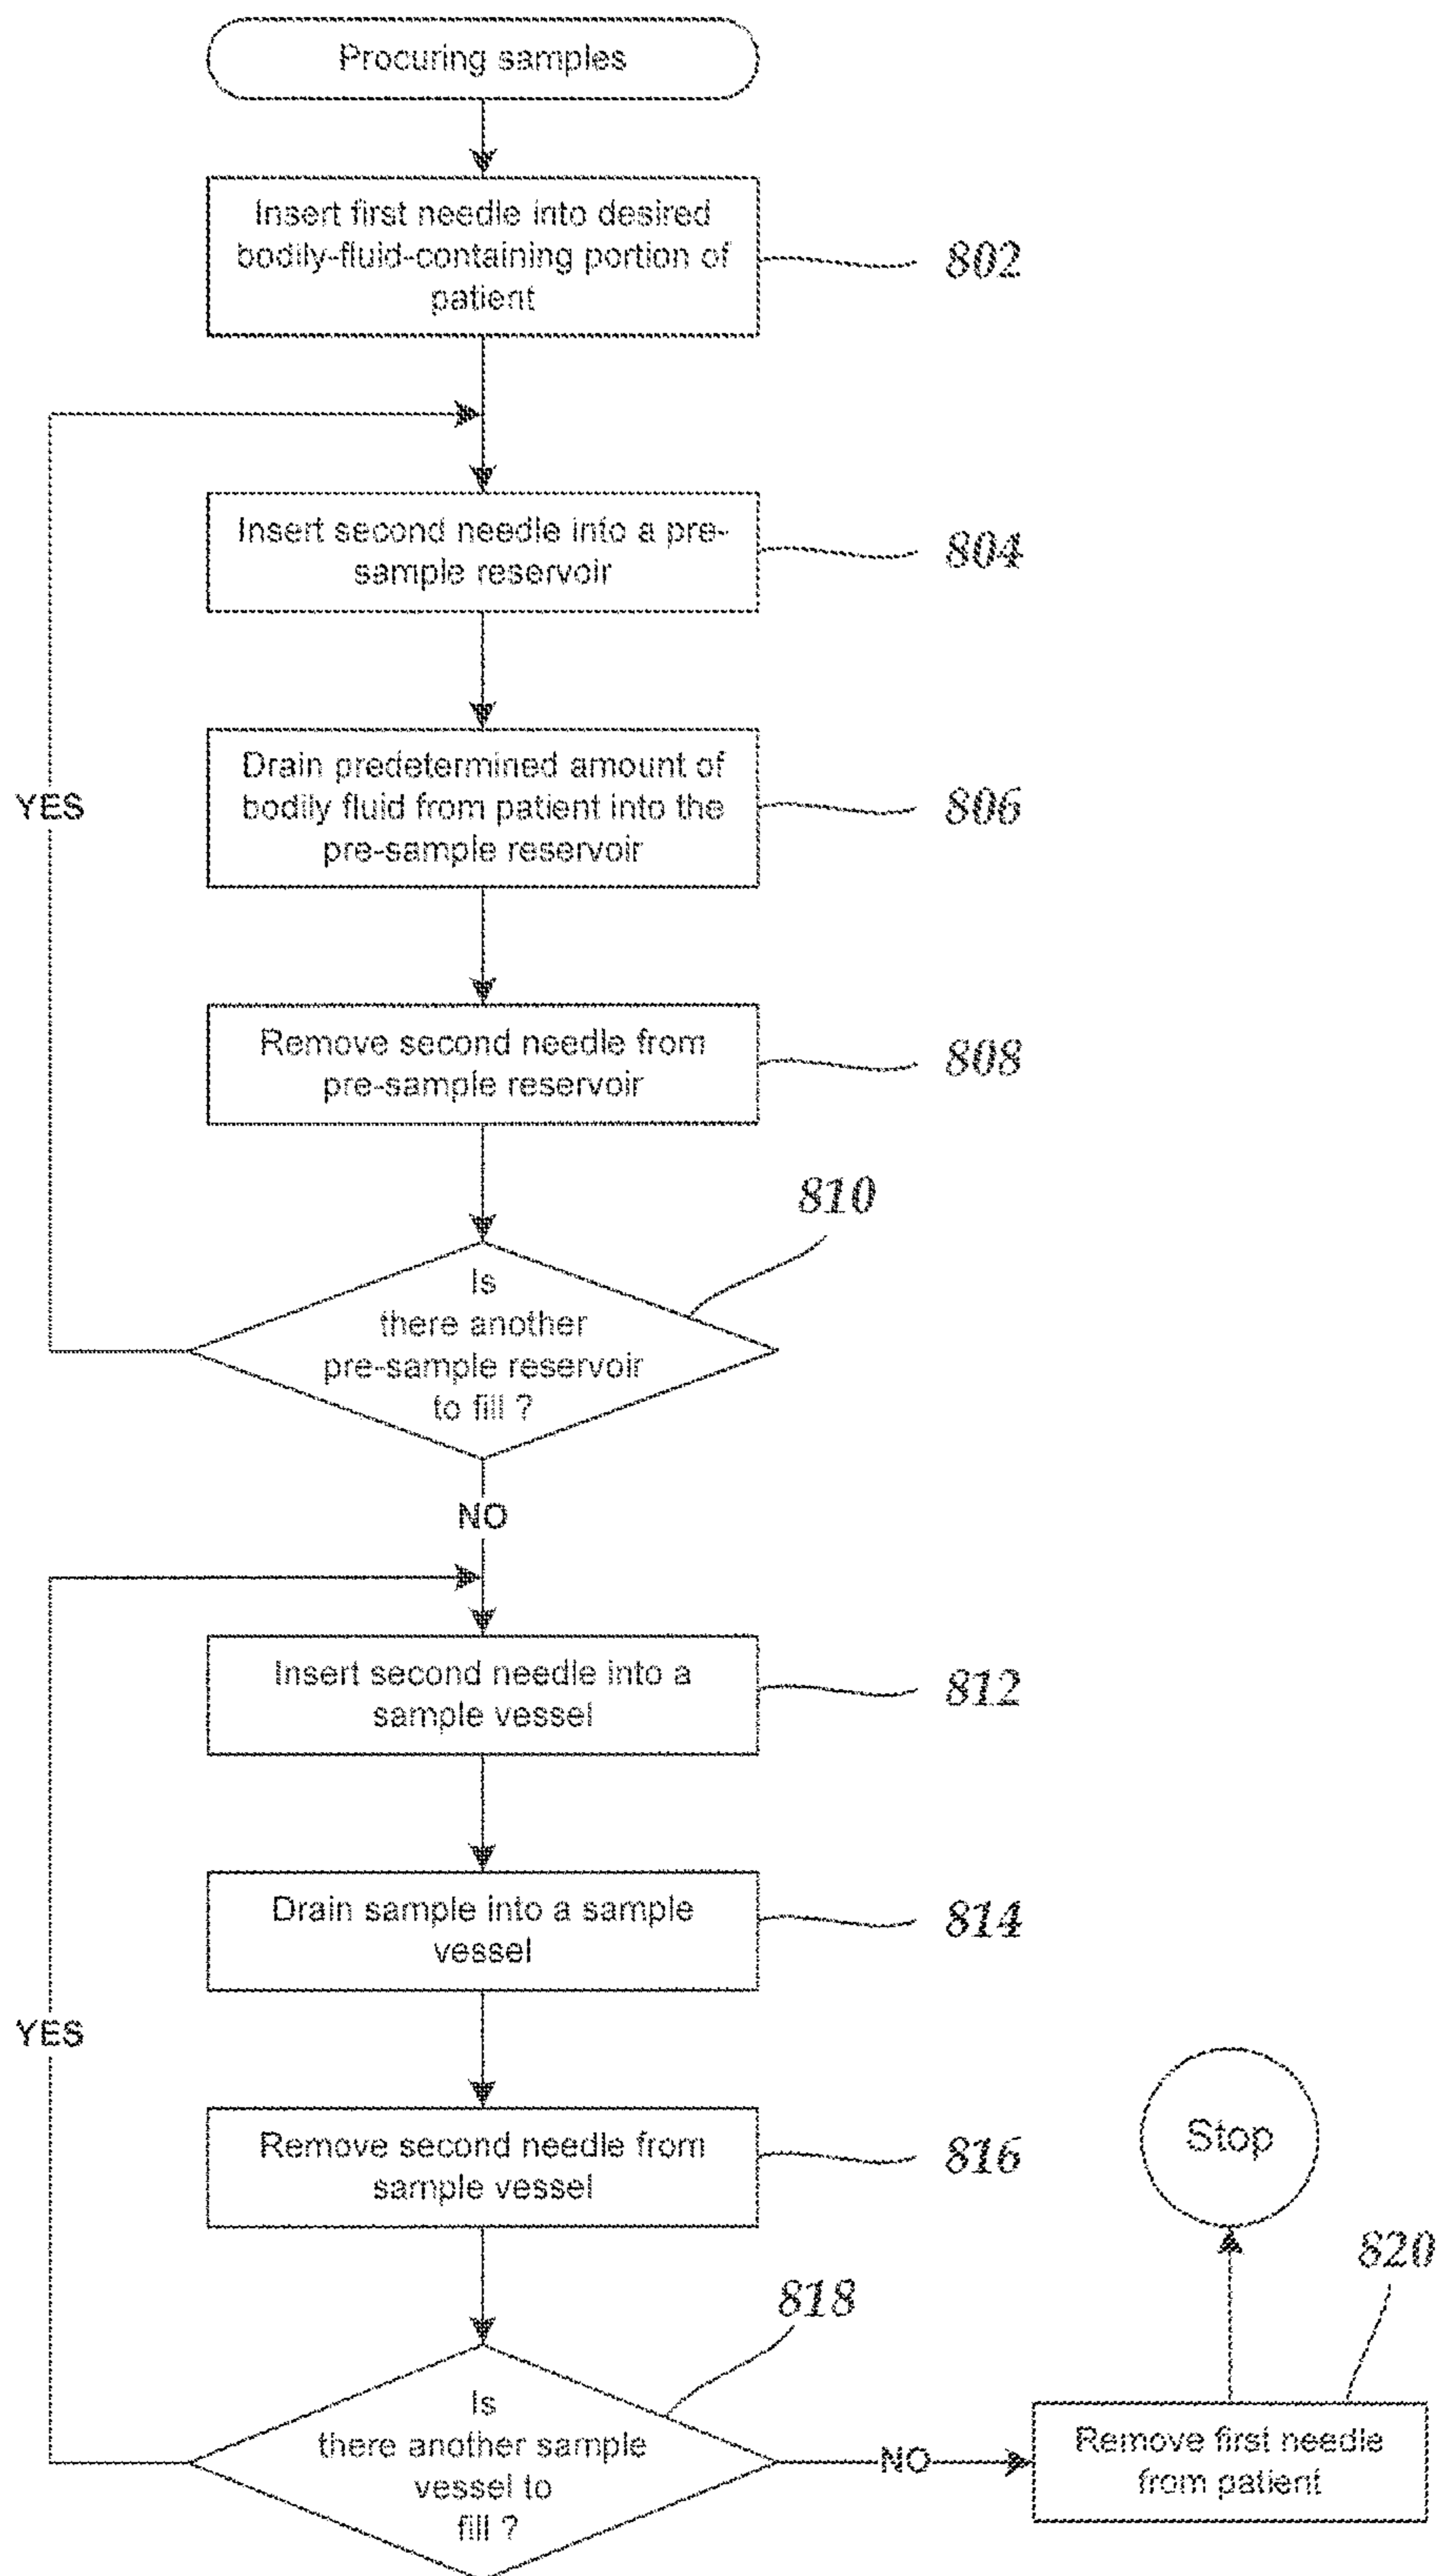 Procuring samples
Insert first needle into desired
bodily-fluid-containing portion of
patient
802
Insert second needle into a pre-
sample reservoir
804
Drain predetermined amount of
bodily fluid from patient into the
pre-sample reservoir
806
YES
Remove second needle from
pre-sample reservoir
808
810
Is
there another
pre-sample reservoir
to fill ?
NO
Insert second needle into a
sample vessel
812
Drain sample into a sample
vessel
814
YES
Remove second needle from
sample vessel
816
Stop
818
820
Is
there another sample
vessel to
fill ?
NO
Remove first needle
from patient